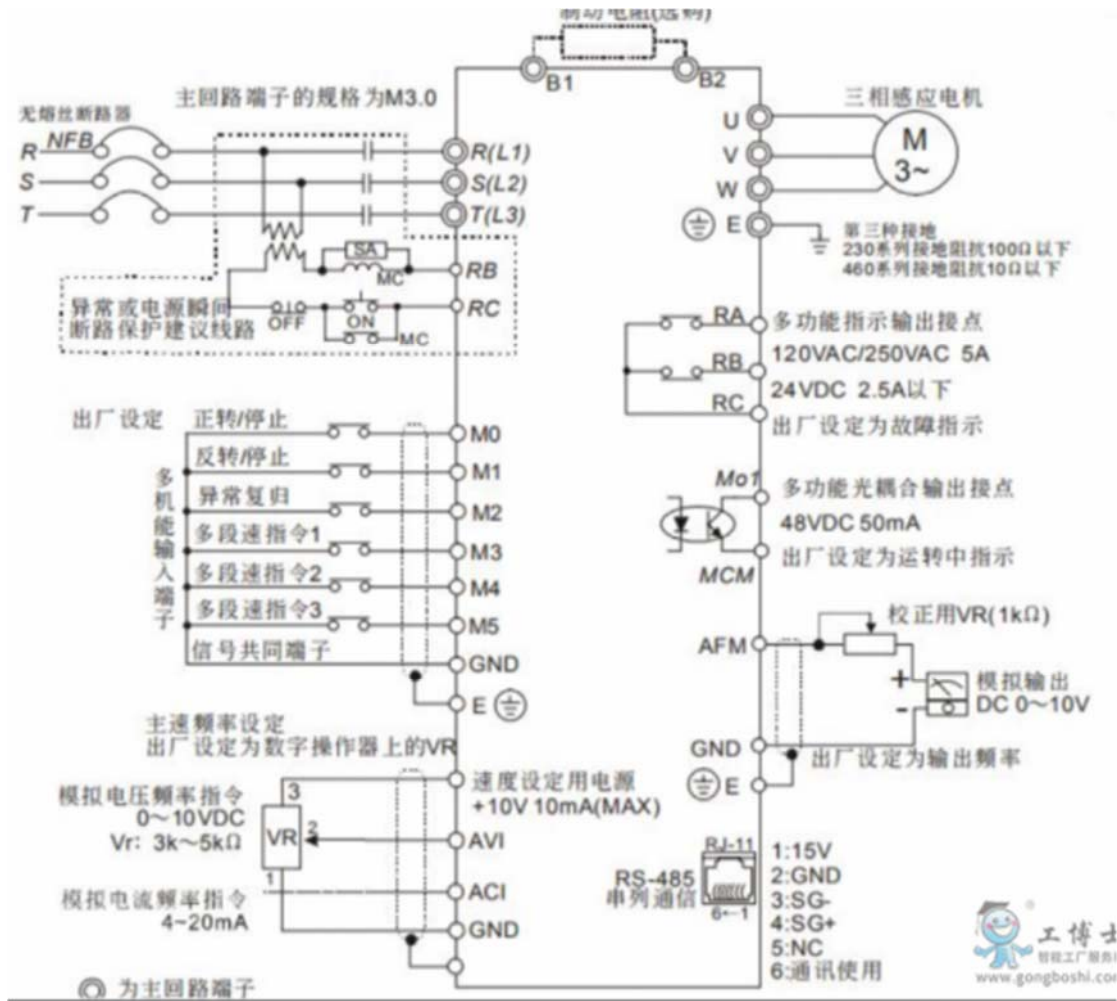 制动电阻(选购)
B1
B2
主回路端子的规格为M3.0
无熔丝断路器
NFB
R
S
T
R(L1)
S(L2)
T(L3)
SA
MC
RB
RC
异常或电源瞬间
断路保护建议线路
OFF
ON
MC
U
V
W
E
三相感应电机
M
3~
第三种接地
230系列接地阻抗100Ω以下
460系列接地阻抗10Ω以下
RA
多功能指示输出接点
120VAC/250VAC 5A
RB
24VDC 2.5A以下
RC
出厂设定为故障指示
出厂设定
正转/停止
M0
反转/停止
M1
异常复归
M2
多段速指令1
M3
多段速指令2
M4
多段速指令3
M5
信号共同端子
GND
E
多机能输入端子
Mo1
多功能光耦合输出接点
48VDC 50mA
出厂设定为运转中指示
MCM
校正用VR(1kΩ)
AFM
+
-
模拟输出
DC 0~10V
GND
出厂设定为输出频率
E
主速频率设定
出厂设定为数字操作器上的VR
速度设定用电源
+10V 10mA(MAX)
模拟电压频率指令
0~10VDC
Vr: 3k~5kΩ
3
VR
2
1
AVI
模拟电流频率指令
4~20mA
ACI
GND
RJ-11
RS-485
串列通信
6←1
1:15V
2:GND
3:SG-
4:SG+
5:NC
6:通讯使用
为主回路端子
工博士
智能工厂服务
www.gongboshi.co